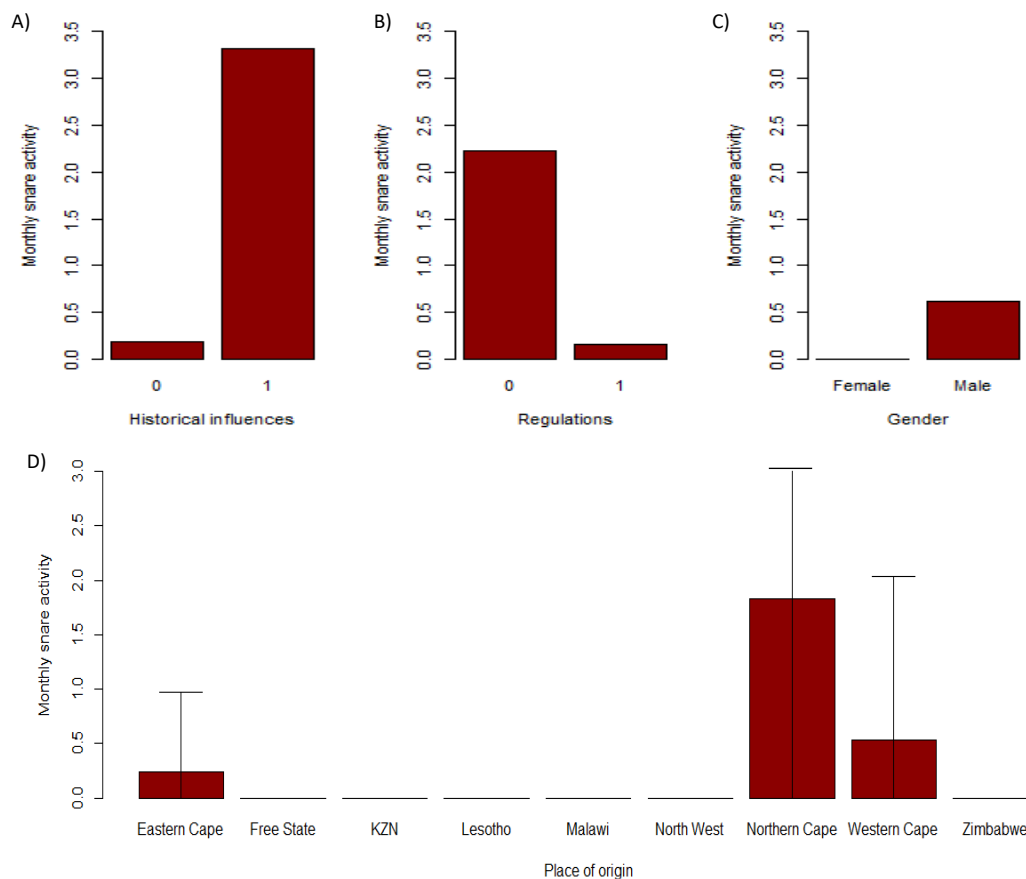 A)
Monthly snare activity
3.5
3.0
2.5
2.0
1.5
1.0
0.5
0.0
0 1
Historical influences
B)
Monthly snare activity
3.5
3.0
2.5
2.0
1.5
1.0
0.5
0.0
0 1
Regulations
C)
Monthly snare activity
3.5
3.0
2.5
2.0
1.5
1.0
0.5
0.0
Female Male
Gender
D)
Monthly snare activity
3.0
2.5
2.0
1.5
1.0
0.5
0.0
Eastern Cape Free State KZN Lesotho Malawi North West Northern Cape Western Cape Zimbabwe
Place of origin